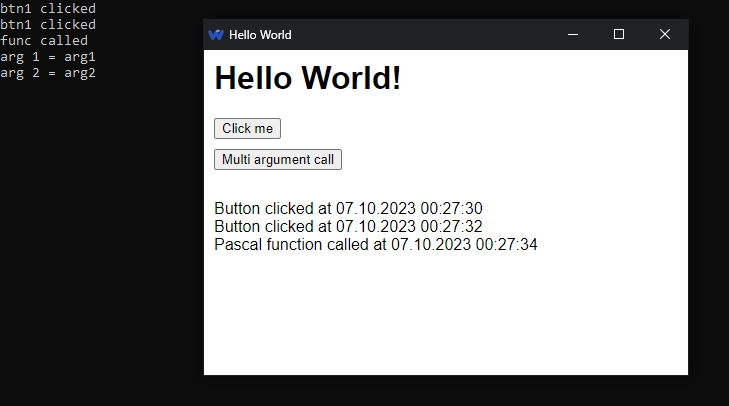 btn1 clicked
btn1 clicked
func called
arg 1 = arg1
arg 2 = arg2
Hello World
Hello World!
Click me
Multi argument call
Button clicked at 07.10.2023 00:27:30
Button clicked at 07.10.2023 00:27:32
Pascal function called at 07.10.2023 00:27:34